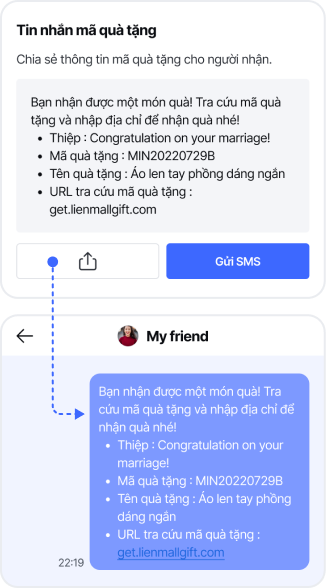 Tin nhắn mã quà tặng
Chia sẻ thông tin mã quà tặng cho người nhận.
Bạn nhận được một món quà! Tra cứu mã quà
tặng và nhập địa chỉ để nhận quà nhé!
• Thiệp : Congratulation on your marriage!
• Mã quà tặng : MIN20220729B
• Tên quà tặng : Áo len tay phồng dáng ngắn
• URL tra cứu mã quà tặng :
get.lienmallgift.com
Gửi SMS
My friend
Bạn nhận được một món quà! Tra
cứu mã quà tặng và nhập địa chỉ để
nhận quà nhé!
• Thiệp : Congratulation on your
marriage!
• Mã quà tặng : MIN20220729B
• Tên quà tặng : Áo len tay phồng
dáng ngắn
• URL tra cứu mã quà tặng :
get.lienmallgift.com
22:19